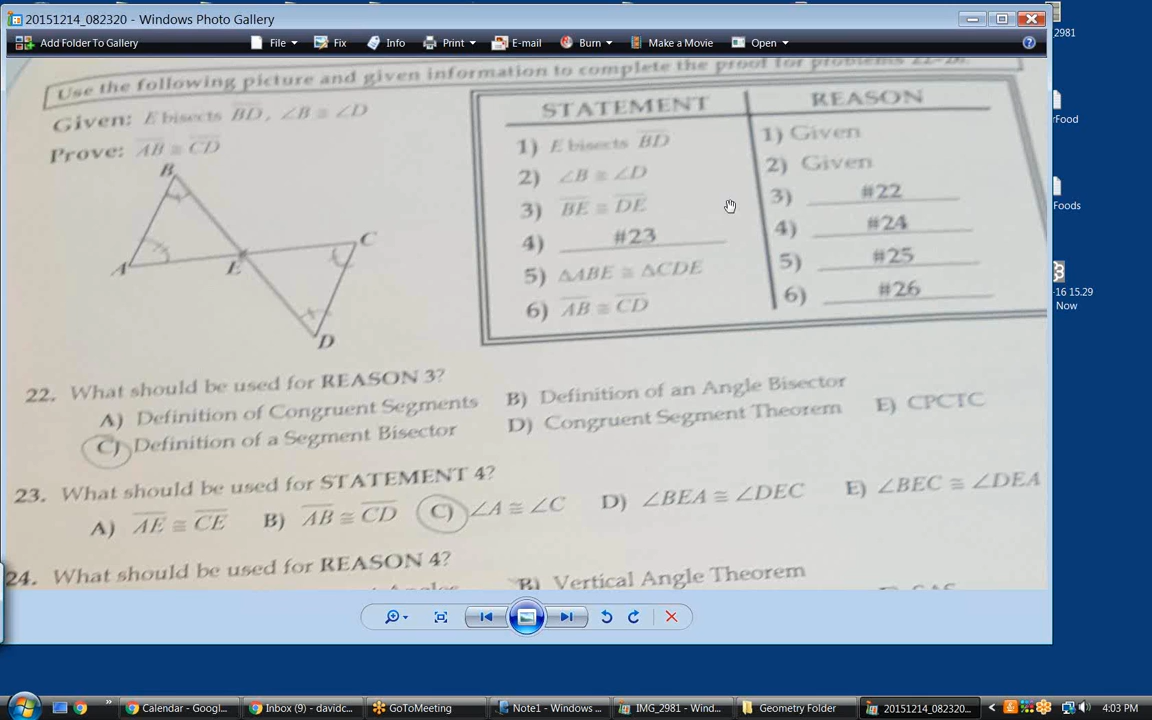 20151214_082320 - Windows Photo Gallery
Add Folder To Gallery File Fix Info Print E-mail Burn Make a Movie Open
_2981
Use the following picture and given information to complete the proof for problems 22-26.
Given: E bisects BD, ∠B ≅ ∠D
Prove: AB ≅ CD
B
A
E
C
D
STATEMENT REASON
1) E bisects BD 1) Given
2) ∠B ≅ ∠D 2) Given
3) BE ≅ DE 3) #22
4) #23 4) #24
5) ΔABE ≅ ΔCDE 5) #25
6) AB ≅ CD 6) #26
rFood
Foods
-16 15.29
Now
22. What should be used for REASON 3?
A) Definition of Congruent Segments B) Definition of an Angle Bisector
C) Definition of a Segment Bisector D) Congruent Segment Theorem E) CPCTC
23. What should be used for STATEMENT 4?
A) AE ≅ CE B) AB ≅ CD C) ∠A ≅ ∠C D) ∠BEA ≅ ∠DEC E) ∠BEC ≅ ∠DEA
24. What should be used for REASON 4?
B) Vertical Angle Theorem
Calendar - Googl... Inbox (9) - davidc... GoToMeeting Note1 - Windows ... IMG_2981 - Wind... Geometry Folder 20151214_082320... 4:03 PM